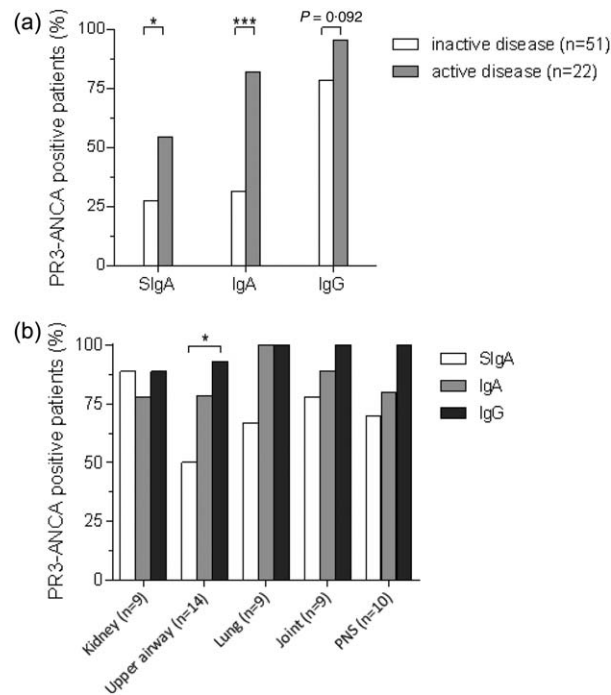 (a)
PR3-ANCA positive patients (%)
100
75
50
25
0
*
***
P = 0·092
SIgA
IgA
IgG
inactive disease (n=51)
active disease (n=22)
(b)
PR3-ANCA positive patients (%)
100
75
50
25
0
*
Kidney (n=9)
Upper airway (n=14)
Lung (n=9)
Joint (n=9)
PNS (n=10)
SIgA
IgA
IgG